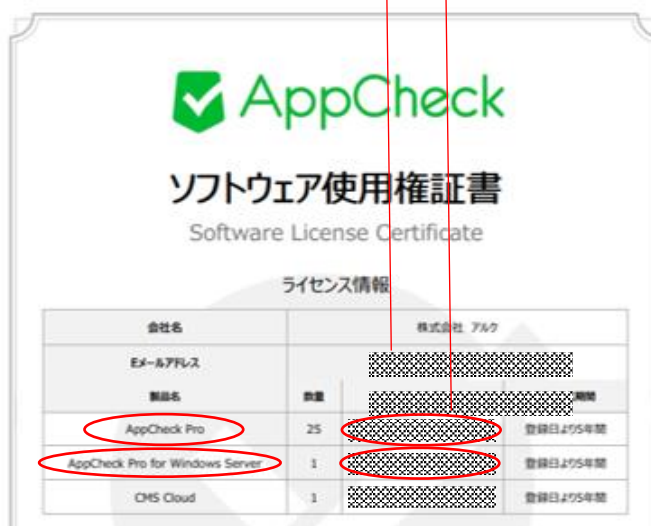 AppCheck
ソフトウェア使用権証書
Software License Certificate
ライセンス情報
会社名 株式会社 アルク
Eメールアドレス
製品名 数量 期間
AppCheck Pro 25 登録日より5年間
AppCheck Pro for Windows Server 1 登録日より5年間
CMS Cloud 1 登録日より5年間